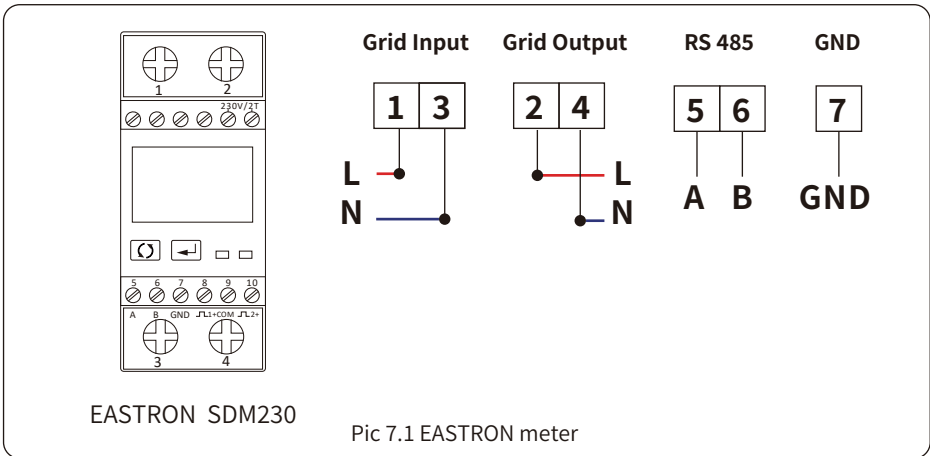 Grid Input Grid Output RS 485 GND
1 2
230V/2T
1 3 2 4 5 6 7
L L
N N
A B GND
5 6 7 8 9 10
A B GND 1+COM 2+
3 4
EASTRON SDM230
Pic 7.1 EASTRON meter